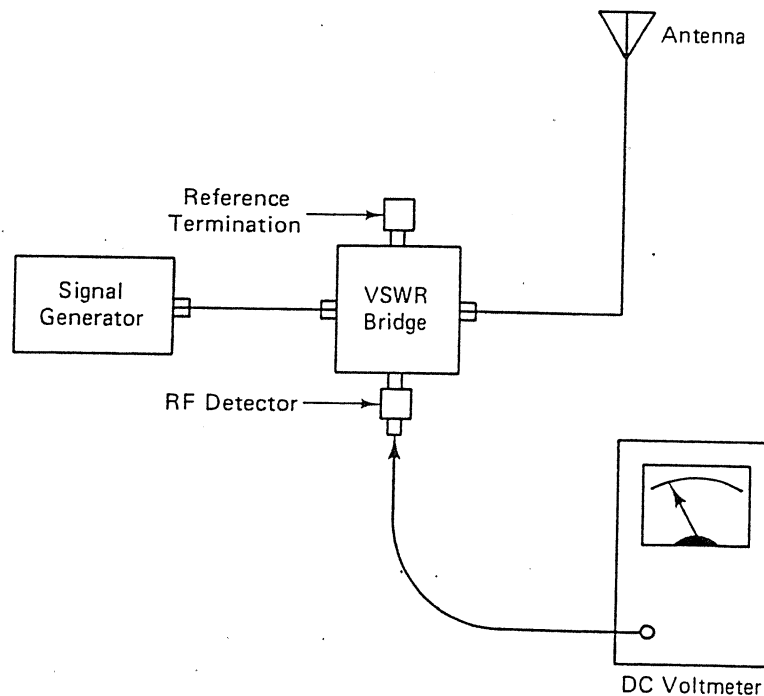 Antenna
Reference
Termination
Signal
Generator
VSWR
Bridge
RF Detector
DC Voltmeter